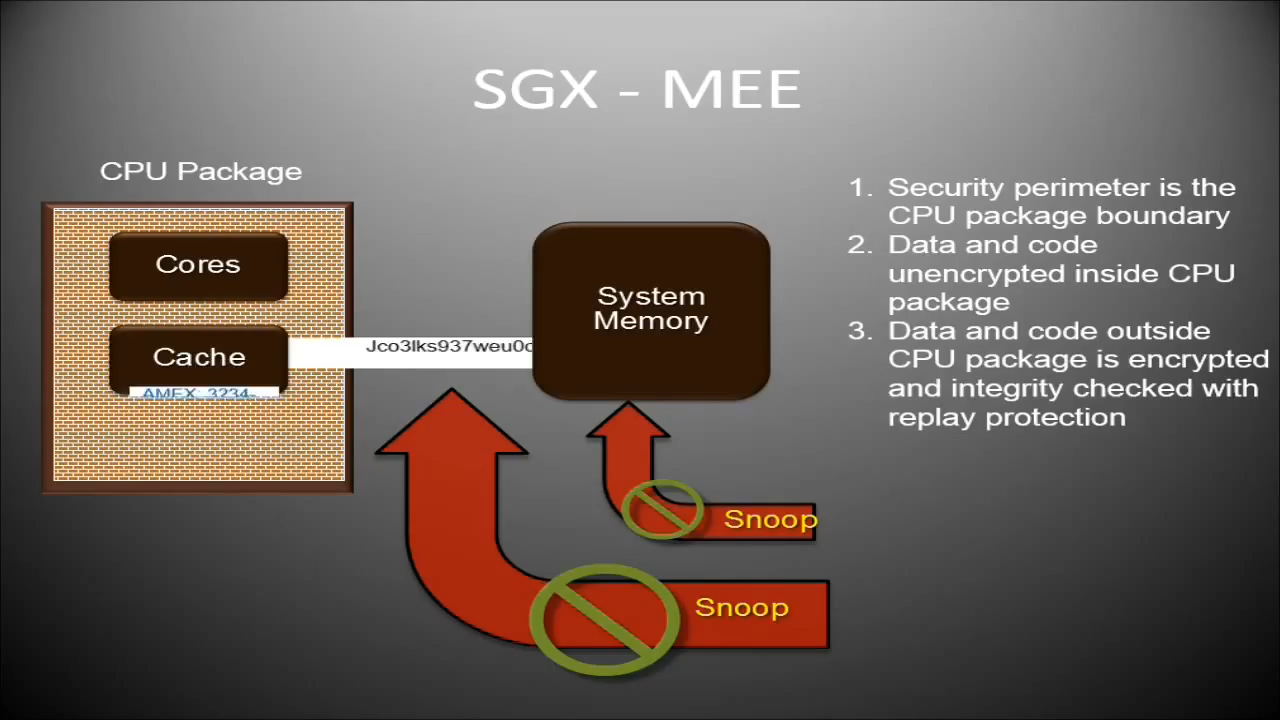 SGX - MEE
CPU Package
Cores
Cache
AMEX: 3234-
Jco3lks937weu0c
System
Memory
Snoop
Snoop
1. Security perimeter is the
CPU package boundary
2. Data and code
unencrypted inside CPU
package
3. Data and code outside
CPU package is encrypted
and integrity checked with
replay protection